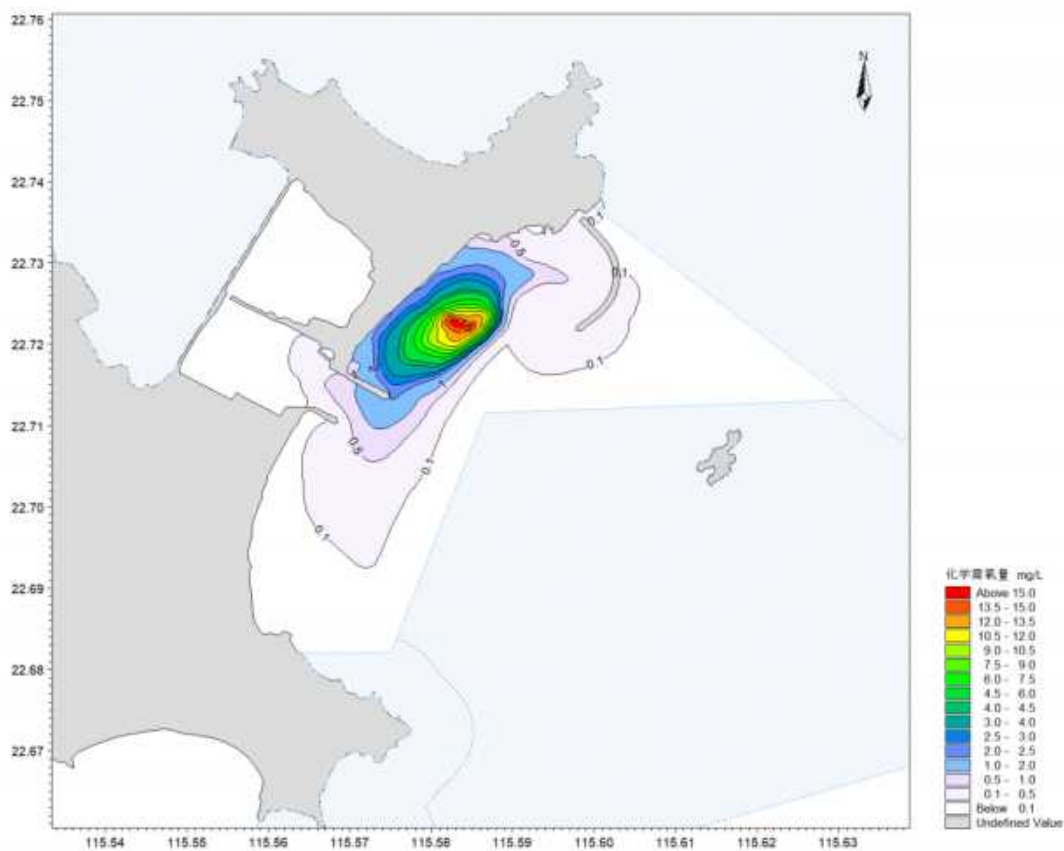 22.76
22.75
22.74
22.73
22.72
22.71
22.70
22.69
22.68
22.67
115.54 115.55 115.56 115.57 115.58 115.59 115.60 115.61 115.62 115.63
N
0.1
0.5
0.1
0.1
1
0.5
0.1
0.1
化学需氧量 mg/L
Above 15.0
13.5 - 15.0
12.0 - 13.5
10.5 - 12.0
9.0 - 10.5
7.5 - 9.0
6.0 - 7.5
4.5 - 6.0
4.0 - 4.5
3.0 - 4.0
2.5 - 3.0
2.0 - 2.5
1.0 - 2.0
0.5 - 1.0
0.1 - 0.5
Below 0.1
Undefined Value